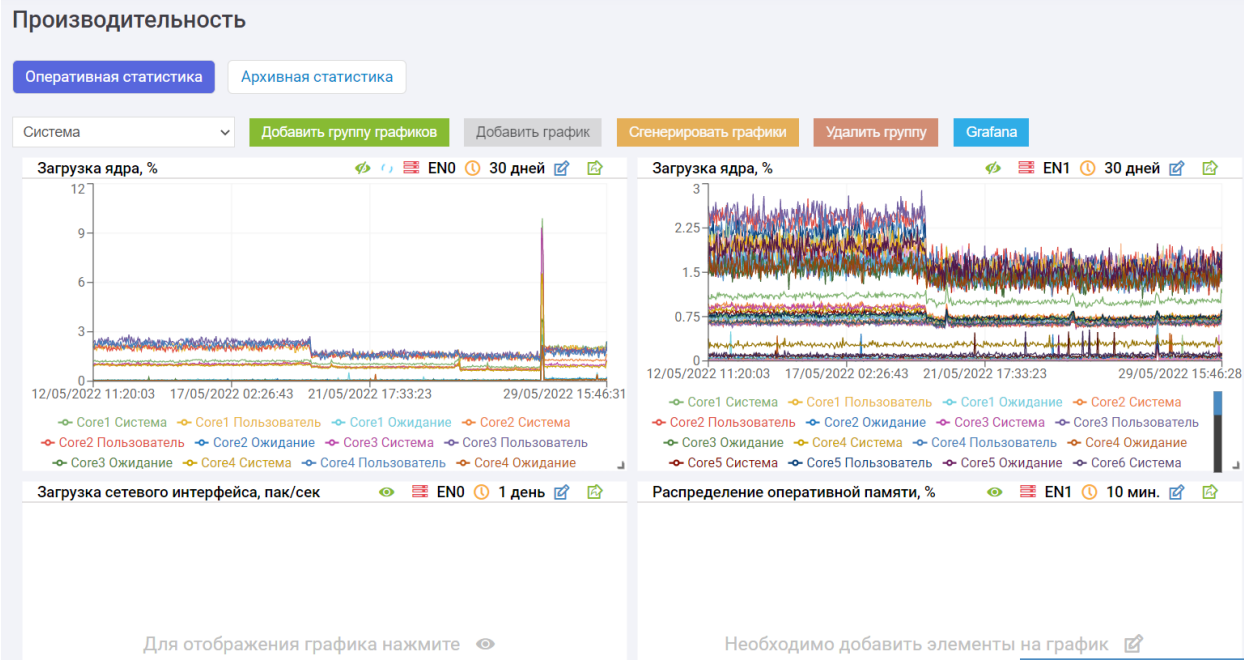 Производительность
Оперативная статистика Архивная статистика
Система Добавить группу графиков Добавить график Сгенерировать графики Удалить группу Grafana
Загрузка ядра, % EN0 30 дней
12
9
6
3
0
12/05/2022 11:20:03 17/05/2022 02:26:43 21/05/2022 17:33:23 29/05/2022 15:46:31
Core1 Система Core1 Пользователь Core1 Ожидание Core2 Система
Core2 Пользователь Core2 Ожидание Core3 Система Core3 Пользователь
Core3 Ожидание Core4 Система Core4 Пользователь Core4 Ожидание
Загрузка ядра, % EN1 30 дней
3
2.25
1.5
0.75
0
12/05/2022 11:20:03 17/05/2022 02:26:43 21/05/2022 17:33:23 29/05/2022 15:46:28
Core1 Система Core1 Пользователь Core1 Ожидание Core2 Система
Core2 Пользователь Core2 Ожидание Core3 Система Core3 Пользователь
Core3 Ожидание Core4 Система Core4 Пользователь Core4 Ожидание
Core5 Система Core5 Пользователь Core5 Ожидание Core6 Система
Загрузка сетевого интерфейса, пак/сек EN0 1 день
Для отображения графика нажмите
Распределение оперативной памяти, % EN1 10 мин.
Необходимо добавить элементы на график